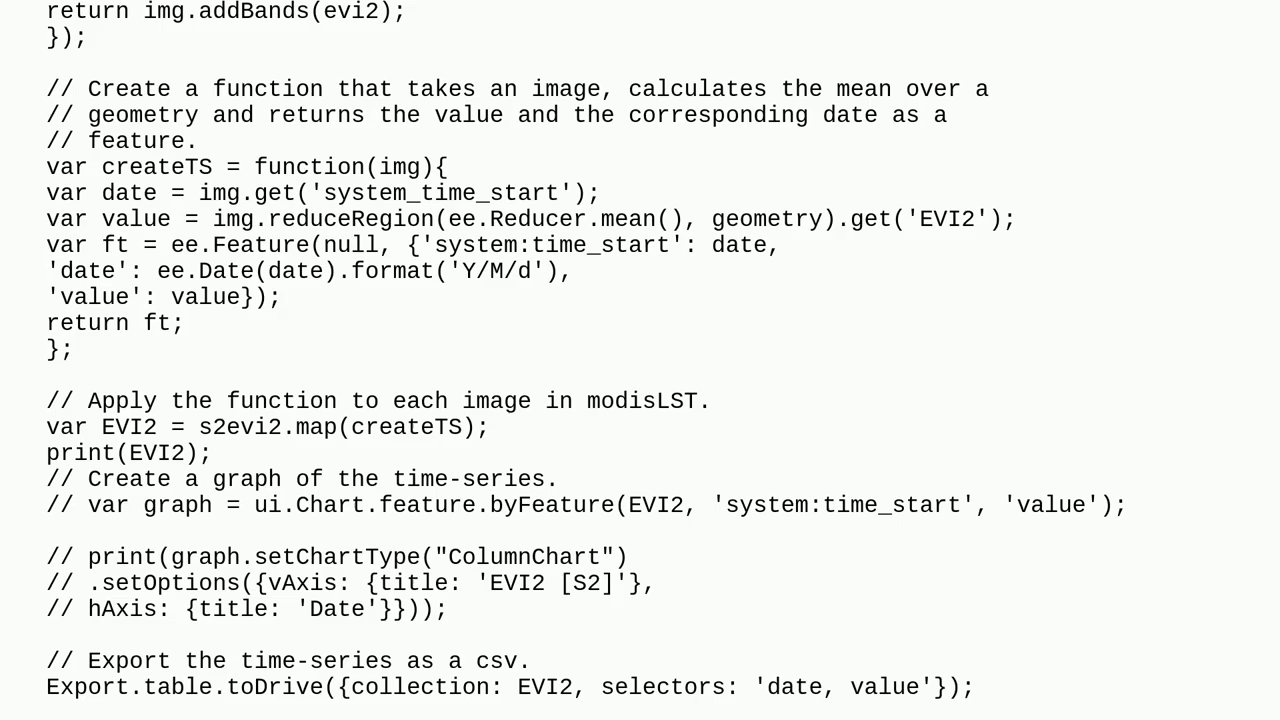 return img.addBands(evi2);
});
// Create a function that takes an image, calculates the mean over a
// geometry and returns the value and the corresponding date as a
// feature.
var createTS = function(img){
var date = img.get('system_time_start');
var value = img.reduceRegion(ee.Reducer.mean(), geometry).get('EVI2');
var ft = ee.Feature(null, {'system:time_start': date,
'date': ee.Date(date).format('Y/M/d'),
'value': value});
return ft;
};
// Apply the function to each image in modisLST.
var EVI2 = s2evi2.map(createTS);
print(EVI2);
// Create a graph of the time-series.
// var graph = ui.Chart.feature.byFeature(EVI2, 'system:time_start', 'value');
// print(graph.setChartType("ColumnChart")
// .setOptions({vAxis: {title: 'EVI2 [S2]'},
// hAxis: {title: 'Date'}}));
// Export the time-series as a csv.
Export.table.toDrive({collection: EVI2, selectors: 'date, value'});